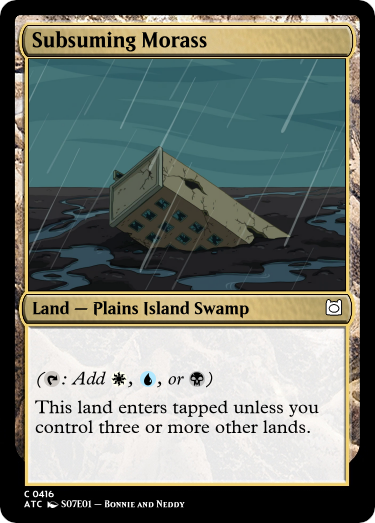 Subsuming Morass
Land — Plains Island Swamp
(: Add , , or )
This land enters tapped unless you
control three or more other lands.
C 0416
ATC S07E01 – Bonnie and Neddy